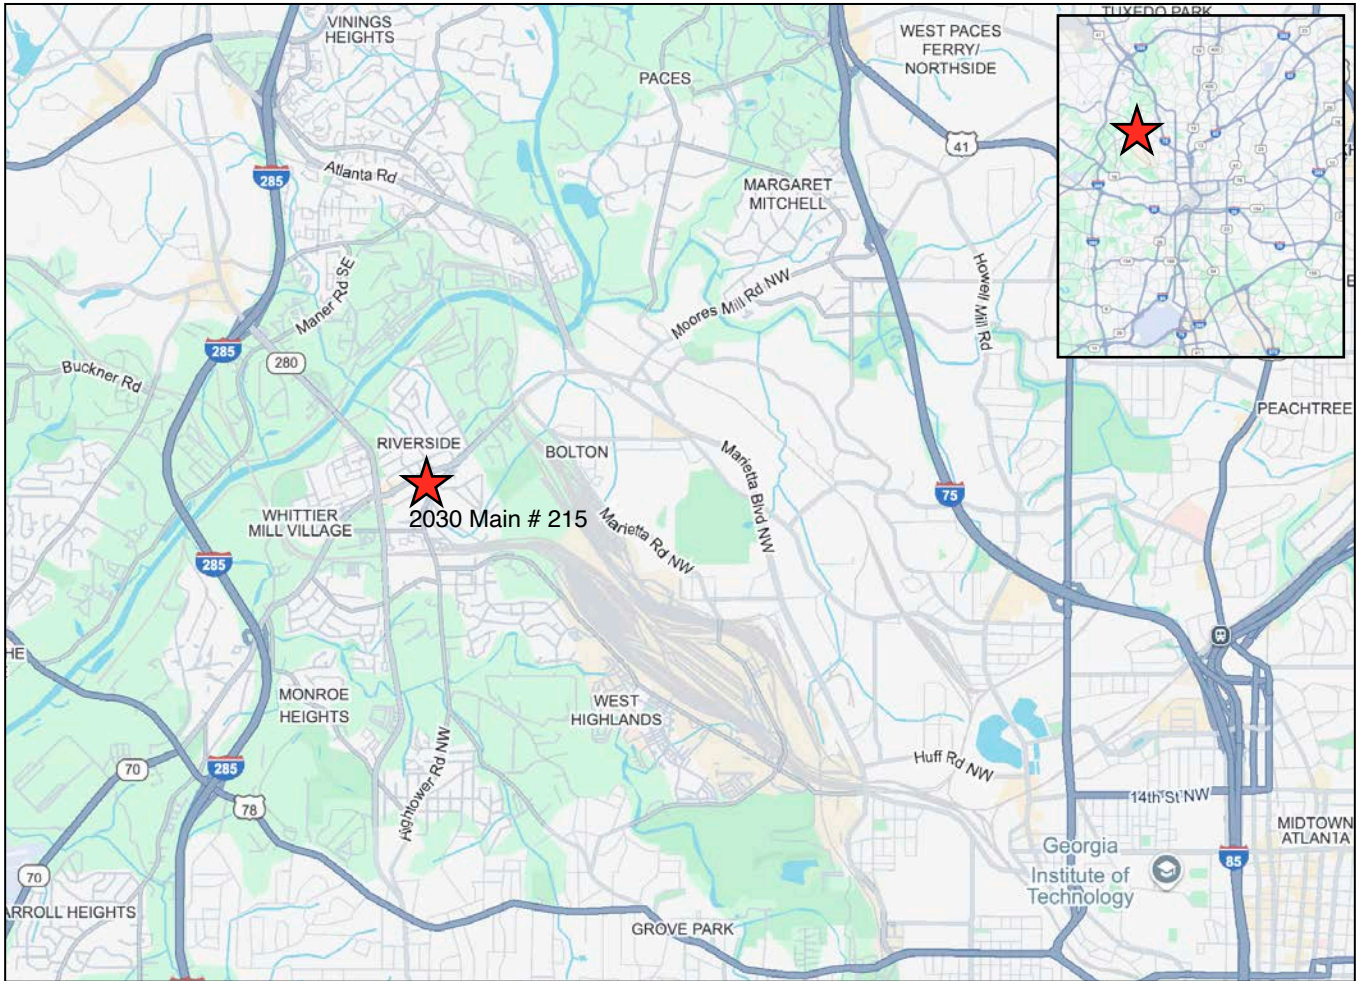 VININGS
HEIGHTS
TUXEDO PARK
WEST PACES
FERRY/
NORTHSIDE
PACES
41
285
Atlanta Rd
MARGARET
MITCHELL
Maner Rd SE
Moores Mill Rd NW
Howell Mill Rd
285
280
Buckner Rd
PEACHTREE
RIVERSIDE
BOLTON
Marietta Blvd NW
75
2030 Main # 215
WHITTIER
MILL VILLAGE
Marietta Rd NW
285
HE
MONROE
HEIGHTS
WEST
HIGHLANDS
Hightower Rd NW
285
70
78
Huff Rd NW
14th St NW
MIDTOWN
ATLANTA
Georgia
Institute of
Technology
85
70
ARROLL HEIGHTS
GROVE PARK